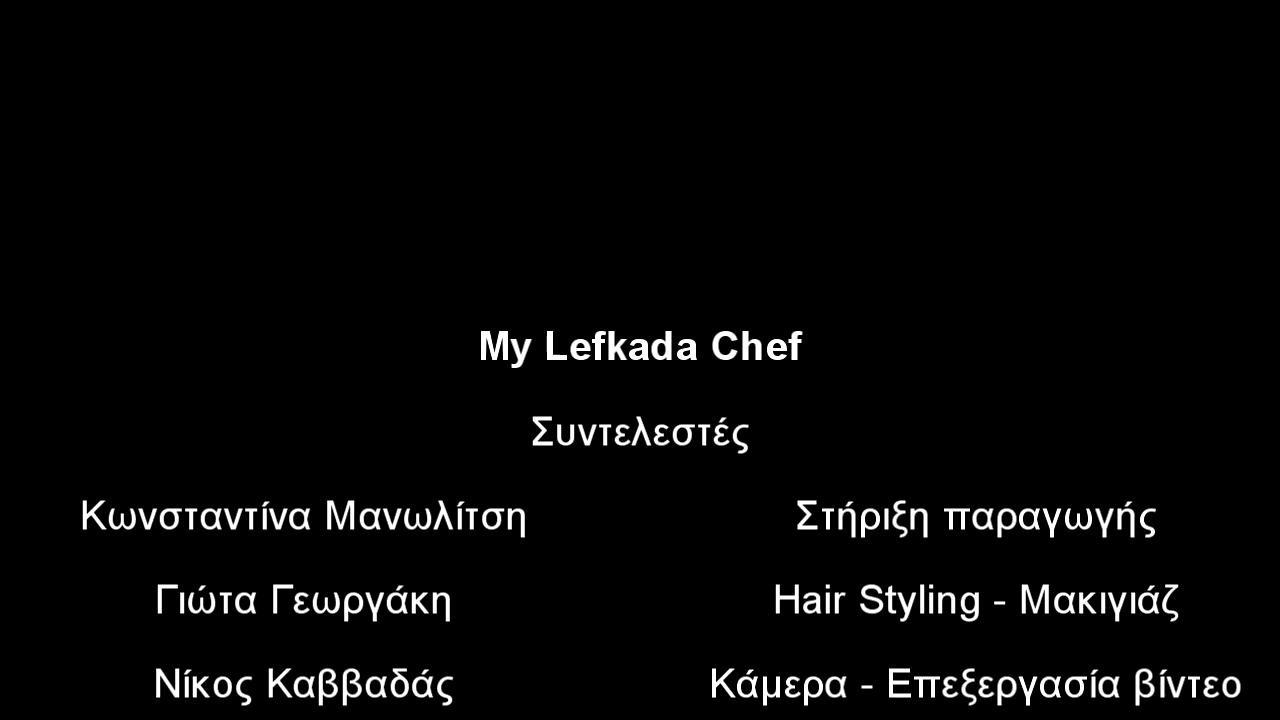 My Lefkada Chef
Συντελεστές
Κωνσταντίνα Μανωλίτση Στήριξη παραγωγής
Γιώτα Γεωργάκη Hair Styling - Μακιγιάζ
Νίκος Καββαδάς Κάμερα - Επεξεργασία βίντεο